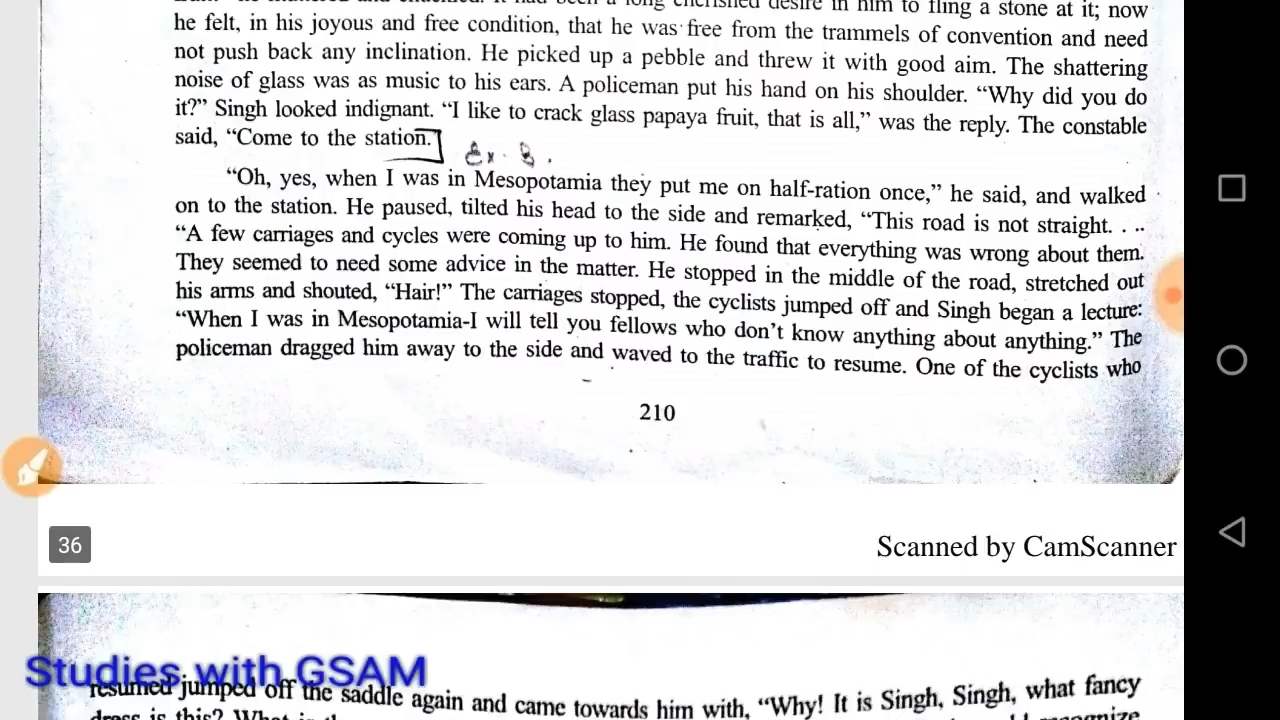 desire in him to fling a stone at it; now
he felt, in his joyous and free condition, that he was free from the trammels of convention and need
not push back any inclination. He picked up a pebble and threw it with good aim. The shattering
noise of glass was as music to his ears. A policeman put his hand on his shoulder. “Why did you do
it?” Singh looked indignant. “I like to crack glass papaya fruit, that is all,” was the reply. The constable
said, “Come to the station.
Ex. 8.
“Oh, yes, when I was in Mesopotamia they put me on half-ration once,” he said, and walked
on to the station. He paused, tilted his head to the side and remarked, “This road is not straight. . ..
“A few carriages and cycles were coming up to him. He found that everything was wrong about them.
They seemed to need some advice in the matter. He stopped in the middle of the road, stretched out
his arms and shouted, “Hair!” The carriages stopped, the cyclists jumped off and Singh began a lecture:
“When I was in Mesopotamia-I will tell you fellows who don’t know anything about anything.” The
policeman dragged him away to the side and waved to the traffic to resume. One of the cyclists who
210
36
Scanned by CamScanner
Studies with GSAM
resumed jumped off the saddle again and came towards him with, “Why! It is Singh, Singh, what fancy